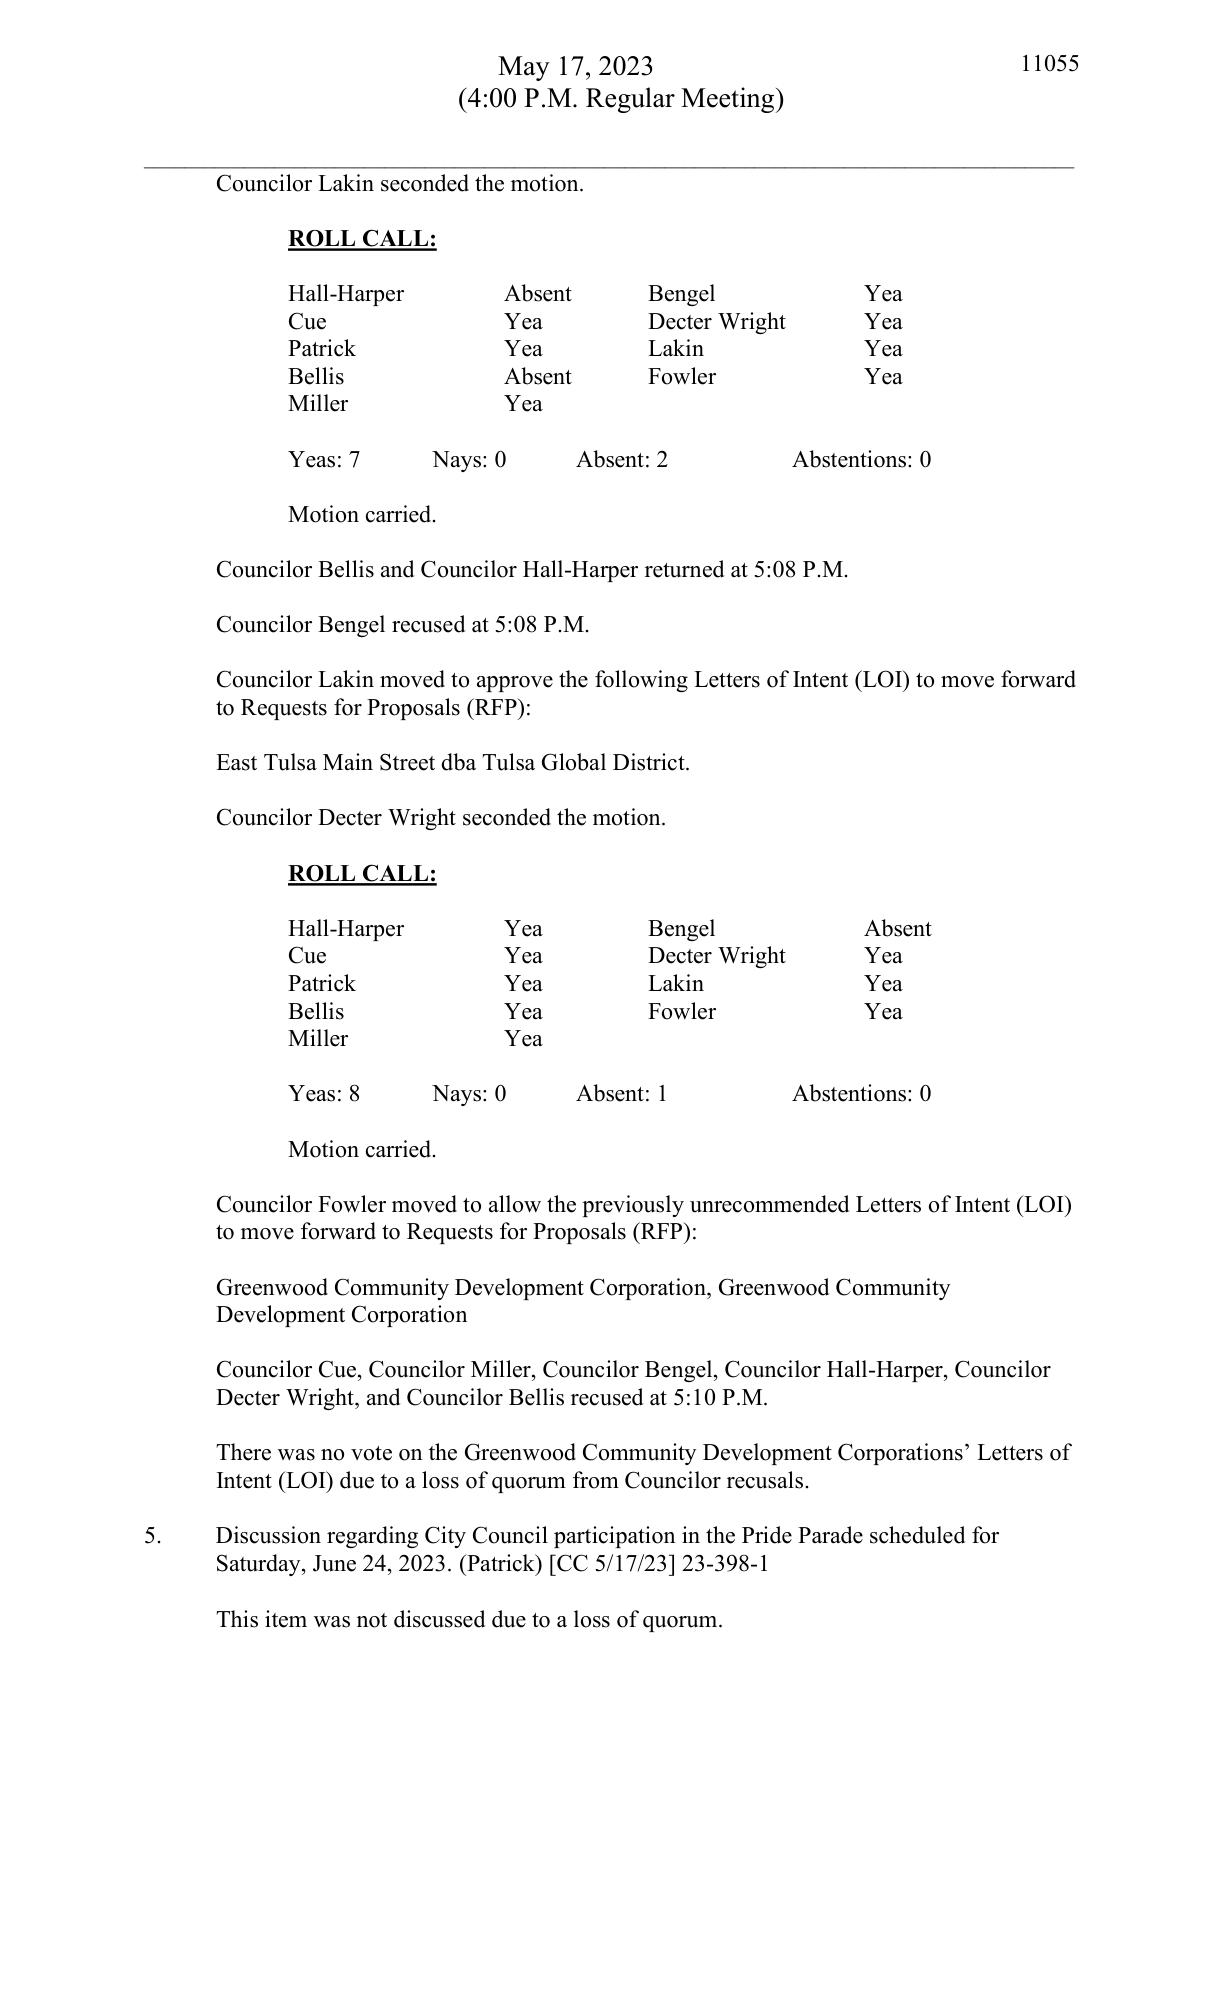 May 17, 2023
11055
(4:00 P.M. Regular Meeting)
Councilor Lakin seconded the motion.
ROLL CALL:
Hall-Harper Absent Bengel Yea
Cue Yea Decter Wright Yea
Patrick Yea Lakin Yea
Bellis Absent Fowler Yea
Miller Yea
Yeas: 7 Nays: 0 Absent: 2 Abstentions: 0
Motion carried.
Councilor Bellis and Councilor Hall-Harper returned at 5:08 P.M.
Councilor Bengel recused at 5:08 P.M.
Councilor Lakin moved to approve the following Letters of Intent (LOI) to move forward
to Requests for Proposals (RFP):
East Tulsa Main Street dba Tulsa Global District.
Councilor Decter Wright seconded the motion.
ROLL CALL:
Hall-Harper Yea Bengel Absent
Cue Yea Decter Wright Yea
Patrick Yea Lakin Yea
Bellis Yea Fowler Yea
Miller Yea
Yeas: 8 Nays: 0 Absent: 1 Abstentions: 0
Motion carried.
Councilor Fowler moved to allow the previously unrecommended Letters of Intent (LOI)
to move forward to Requests for Proposals (RFP):
Greenwood Community Development Corporation, Greenwood Community
Development Corporation
Councilor Cue, Councilor Miller, Councilor Bengel, Councilor Hall-Harper, Councilor
Decter Wright, and Councilor Bellis recused at 5:10 P.M.
There was no vote on the Greenwood Community Development Corporations’ Letters of
Intent (LOI) due to a loss of quorum from Councilor recusals.
5. Discussion regarding City Council participation in the Pride Parade scheduled for
Saturday, June 24, 2023. (Patrick) [CC 5/17/23] 23-398-1
This item was not discussed due to a loss of quorum.